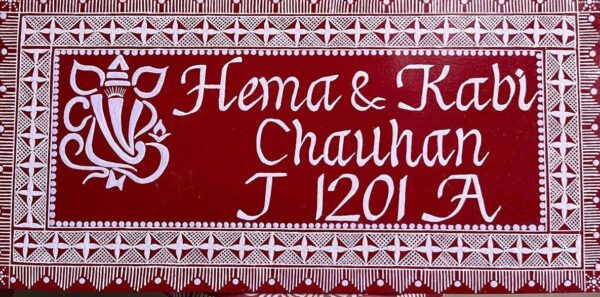 Hema & Kabi
Chauhan
J 1201 A